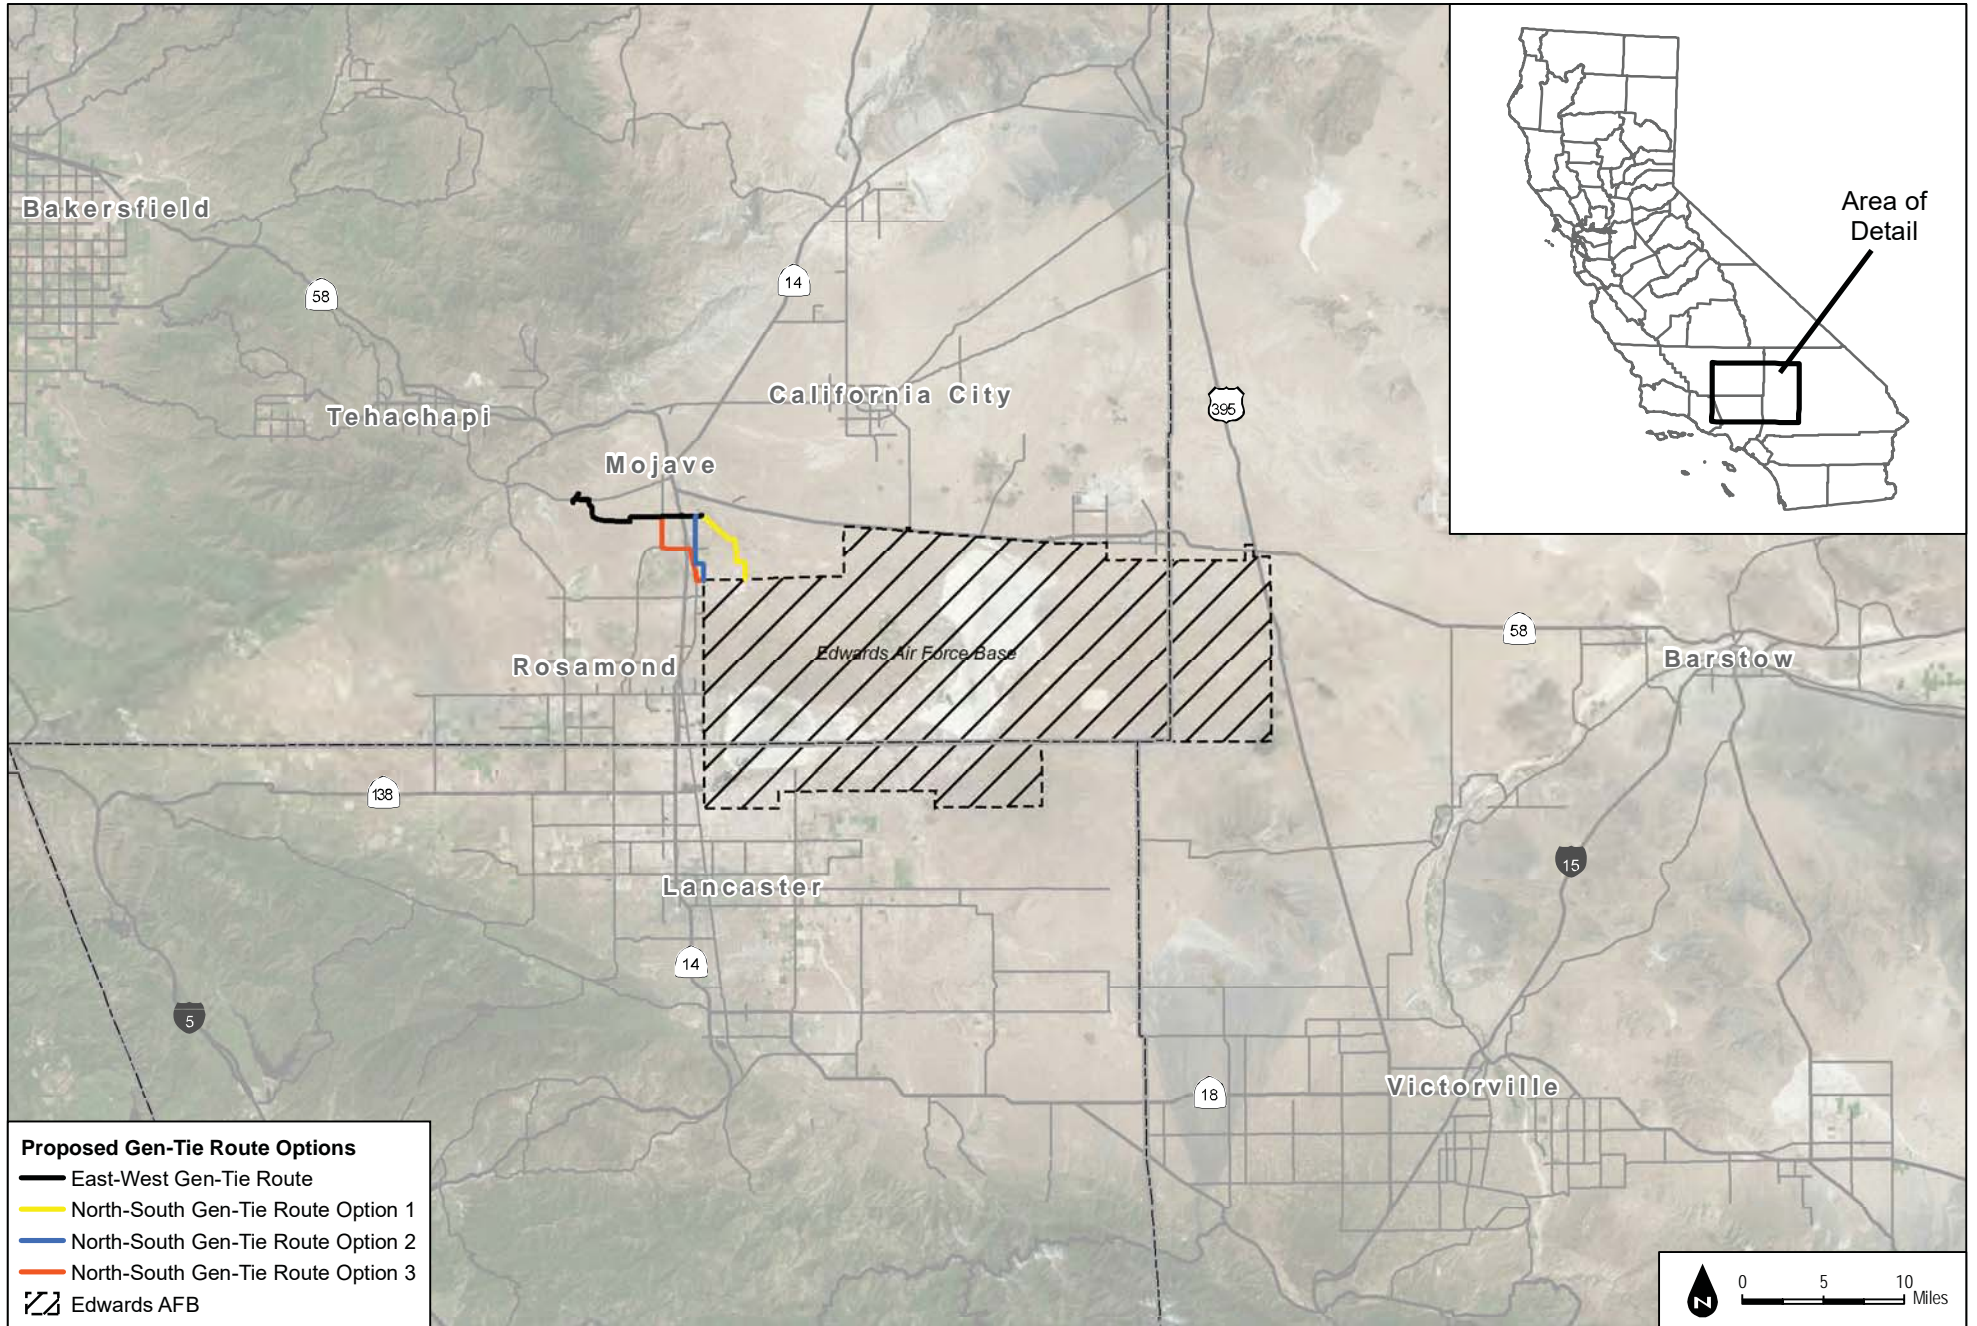 Area of
Detail
Bakersfield
58
14
California City
395
Tehachapi
Mojave
58
Edwards Air Force Base
Barstow
Rosamond
138
15
Lancaster
14
5
18
Victorville
Proposed Gen-Tie Route Options
East-West Gen-Tie Route
North-South Gen-Tie Route Option 1
North-South Gen-Tie Route Option 2
North-South Gen-Tie Route Option 3
Edwards AFB
N
0 5 10
Miles